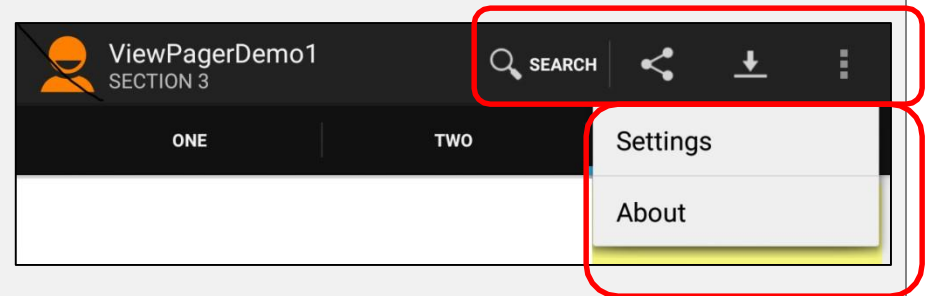 ViewPagerDemo1
SECTION 3
SEARCH
ONE
TWO
Settings
About